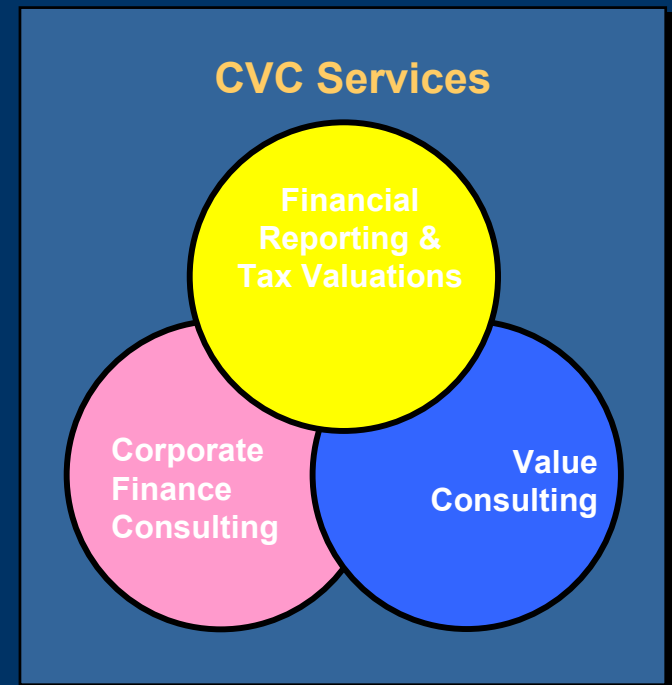 CVC Services
Financial
Reporting &
Tax Valuations
Corporate
Finance
Consulting
Value
Consulting